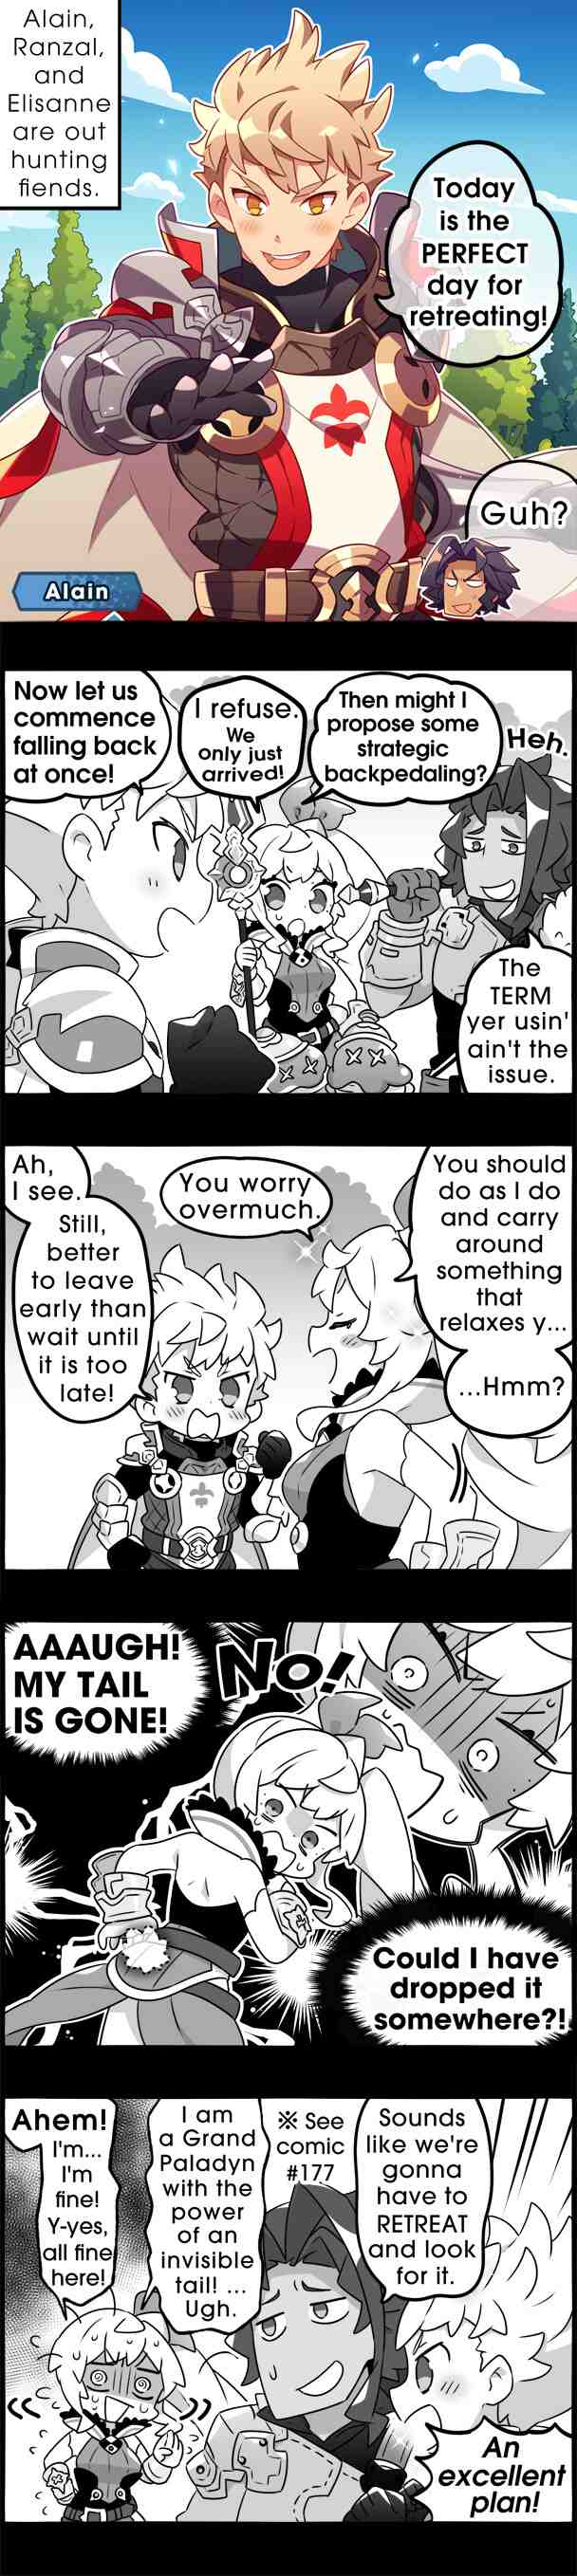 Alain,
Ranzal,
and
Elisanne
are out
hunting
fiends.
Today
is the
PERFECT
day for
retreating!
Guh?
Alain
Now let us
commence
falling back
at once!
I refuse.
We
only just
arrived!
Then might I
propose some
strategic
backpedaling?
Heh.
The
TERM
yer usin'
ain't the
issue.
Ah,
I see.
Still,
better
to leave
early than
wait until
it is too
late!
You worry
overmuch.
You should
do as I do
and carry
around
something
that
relaxes y...
...Hmm?
AAAUGH!
MY TAIL
IS GONE!
No!
Could I have
dropped it
somewhere?!
Ahem!
I'm...
I'm
fine!
Y-yes,
all fine
here!
I am
a Grand
Paladyn
with the
power
of an
invisible
tail! ...
Ugh.
※ See
comic
#177
Sounds
like we're
gonna
have to
RETREAT
and look
for it.
An
excellent
plan!